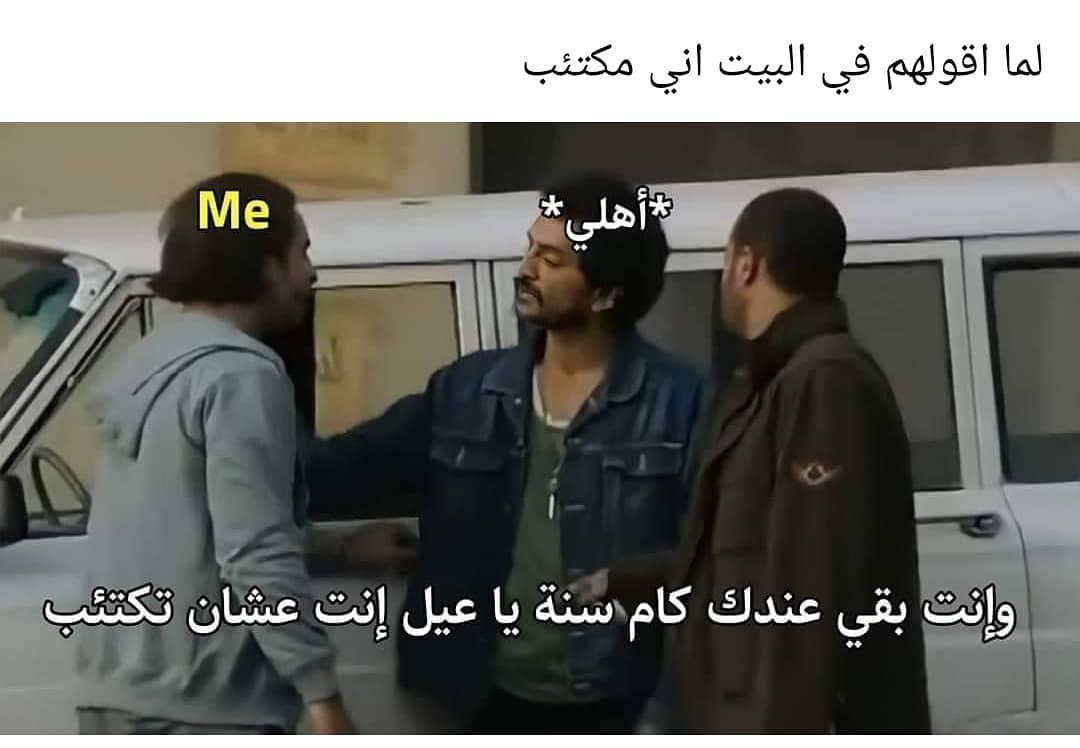 لما اقولهم في البيت اني مكتئب
Me
*أهلي*
وإنت بقي عندك كام سنة يا عيل إنت عشان تكتئب